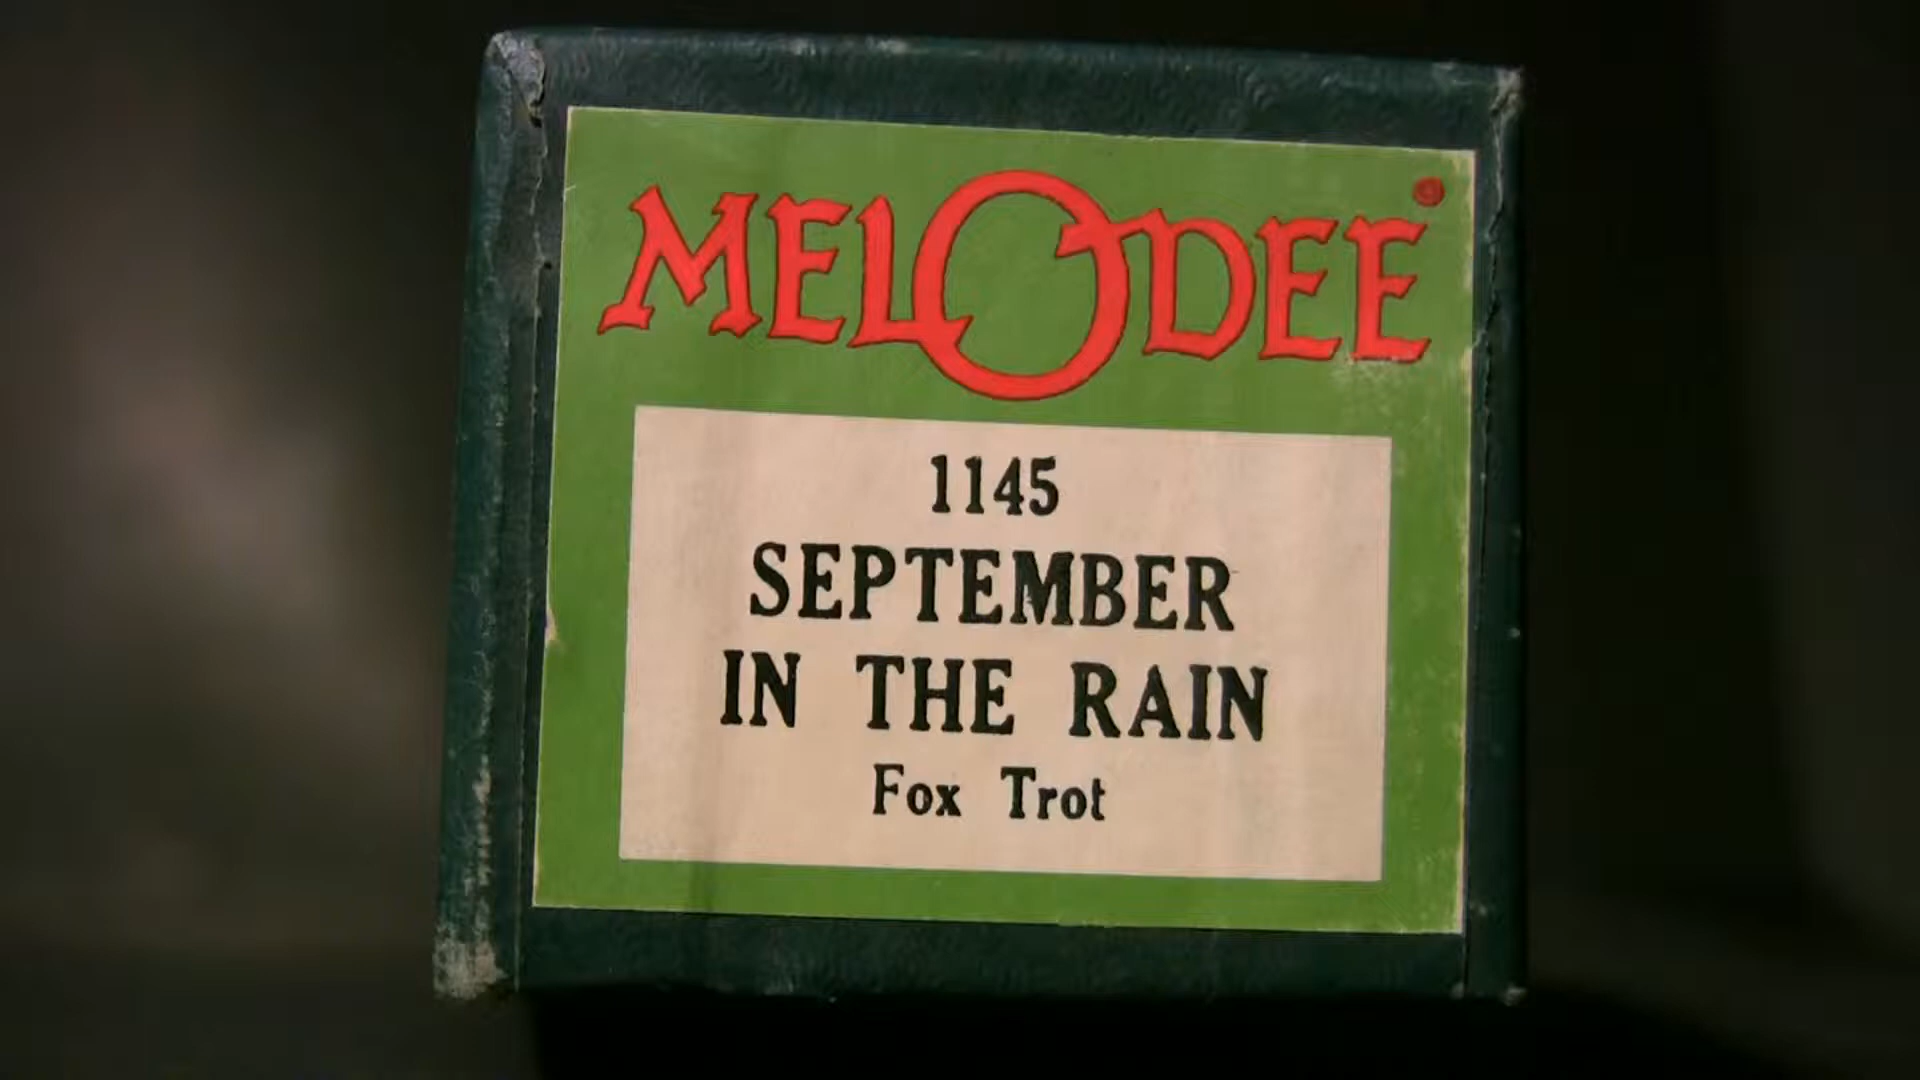 MELODEE
1145
SEPTEMBER
IN THE RAIN
Fox Trot